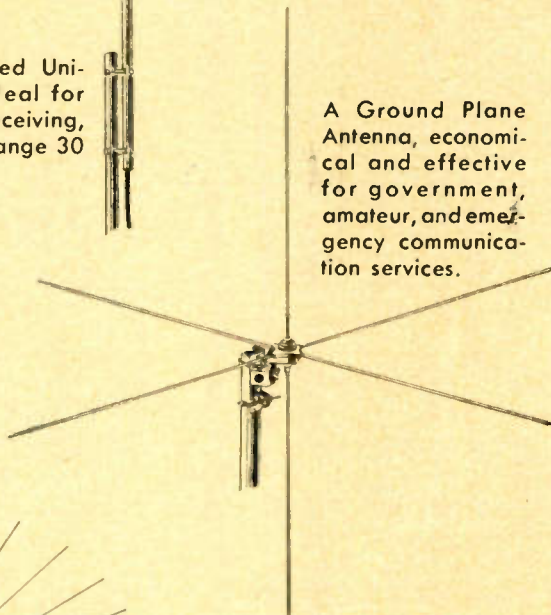 ed Uni-
eal for
ceiving,
ange 30
A Ground Plane
Antenna, economi-
cal and effective
for government,
amateur, and emer-
gency communica-
tion services.